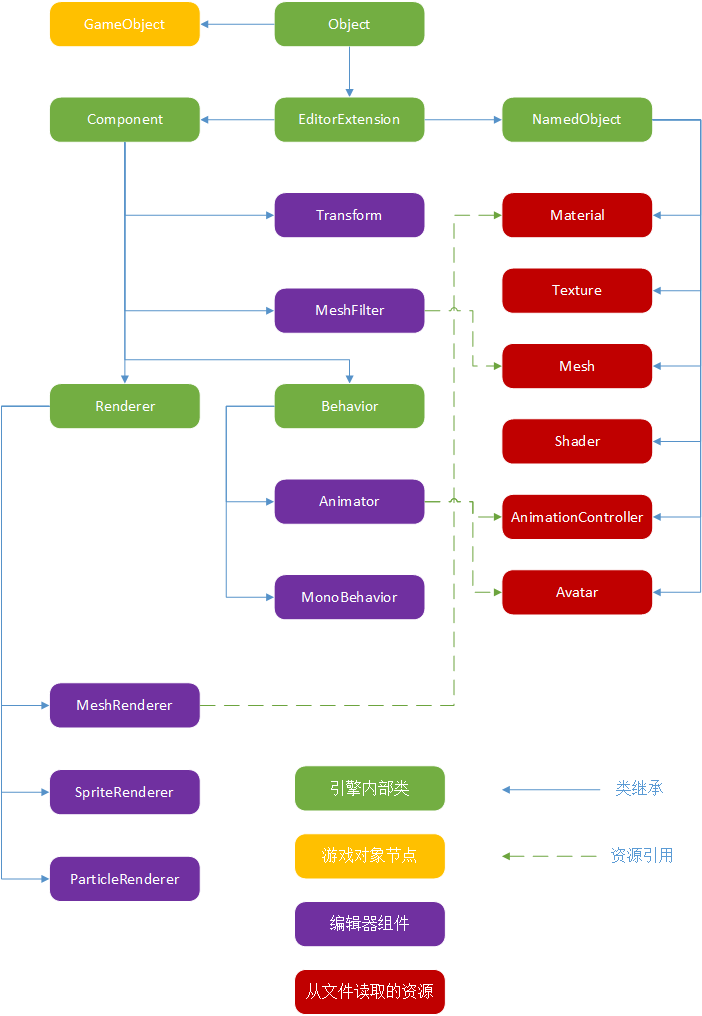 GameObject
Object
Component
EditorExtension
NamedObject
Transform
Material
MeshFilter
Texture
Mesh
Renderer
Behavior
Shader
Animator
AnimationController
MonoBehavior
Avatar
MeshRenderer
SpriteRenderer
ParticleRenderer
引擎内部类
类继承
游戏对象节点
资源引用
编辑器组件
从文件读取的资源